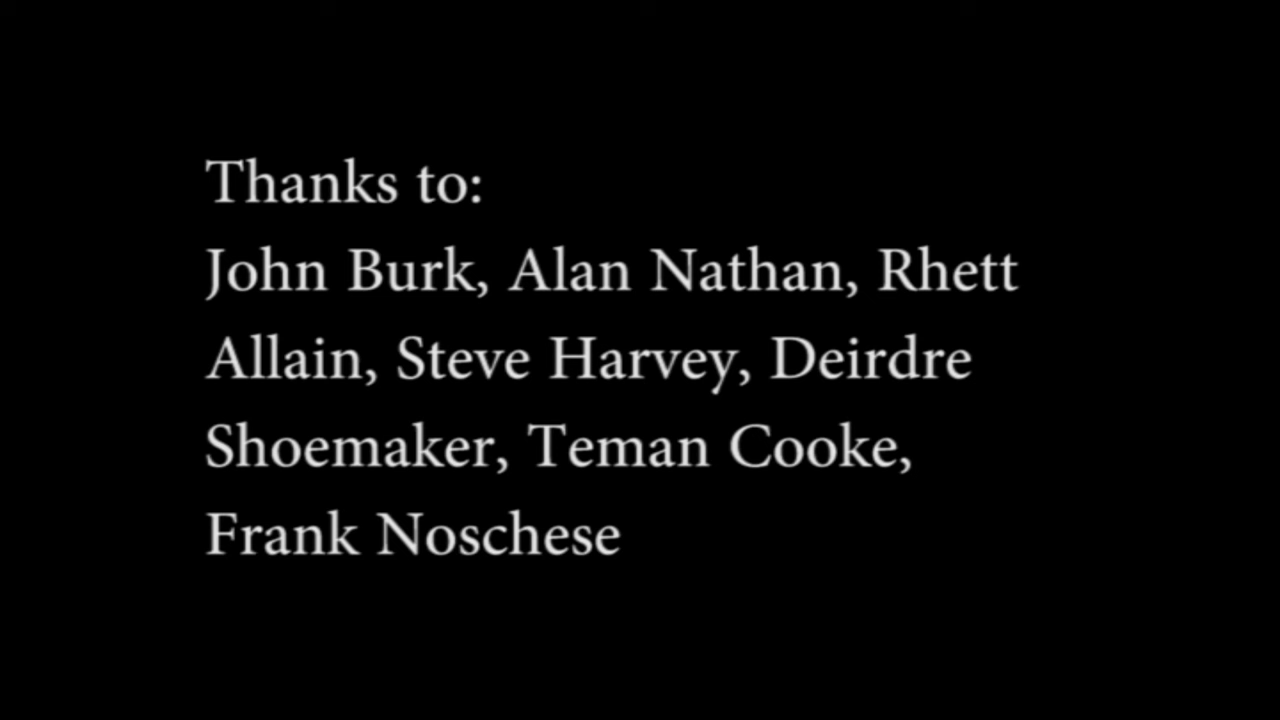 Thanks to:
John Burk, Alan Nathan, Rhett
Allain, Steve Harvey, Deirdre
Shoemaker, Teman Cooke,
Frank Noschese